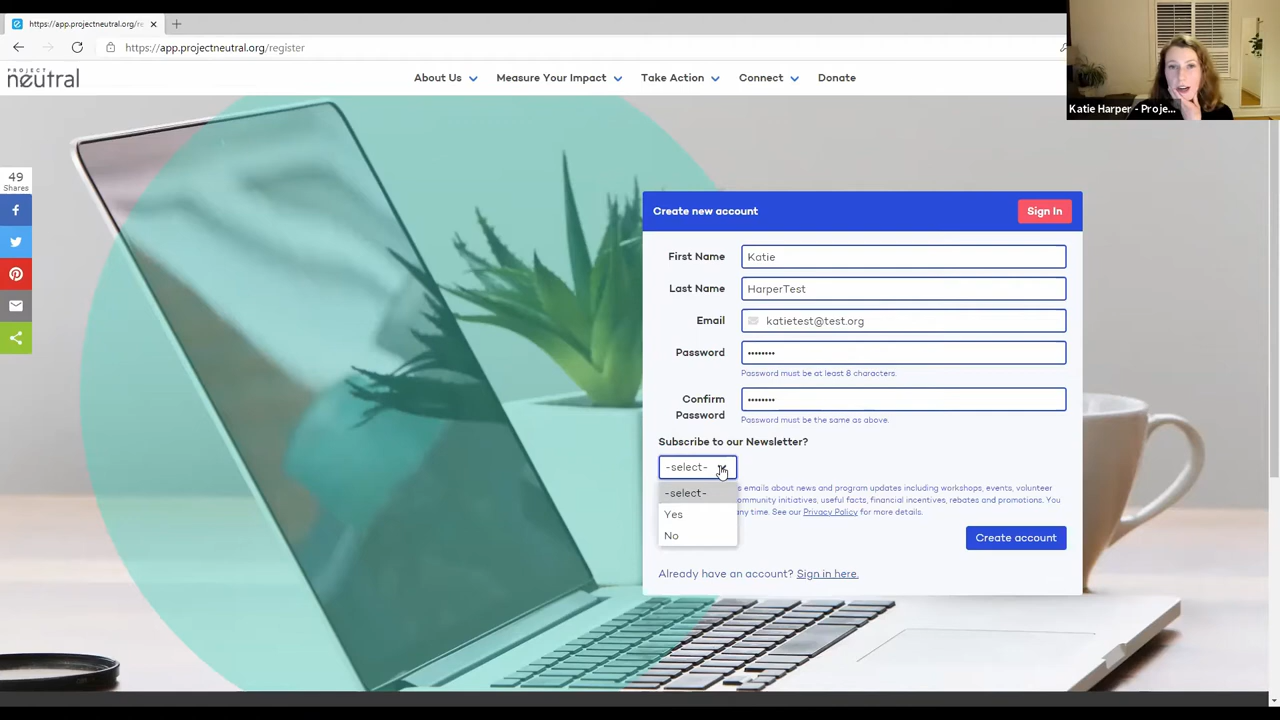 https://app.projectneutral.org/re
https://app.projectneutral.org/register
PROJECT
neutral
About Us
Measure Your Impact
Take Action
Connect
Donate
Katie Harper - Proje...
49
Shares
Create new account
Sign In
First Name
Katie
Last Name
HarperTest
Email
katietest@test.org
Password
••••••••
Password must be at least 8 characters.
Confirm
Password
••••••••
Password must be the same as above.
Subscribe to our Newsletter?
-select-
-select-
Yes
No
s emails about news and program updates including workshops, events, volunteer
ommunity initiatives, useful facts, financial incentives, rebates and promotions. You
any time. See our Privacy Policy for more details.
Create account
Already have an account? Sign in here.